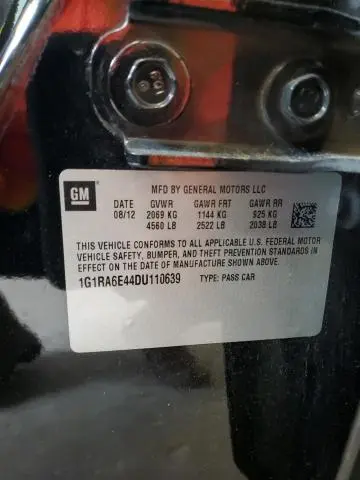 GM
MFD BY GENERAL MOTORS LLC
DATE GVWR GAWR FRT GAWR RR
08/12 2069 KG 1144 KG 925 KG
4560 LB 2522 LB 2038 LB
THIS VEHICLE CONFORMS TO ALL APPLICABLE U.S. FEDERAL MOTOR
VEHICLE SAFETY, BUMPER, AND THEFT PREVENTION STANDARDS IN
EFFECT ON THE DATE OF MANUFACTURE SHOWN ABOVE.
1G1RA6E44DU110639 TYPE: PASS CAR